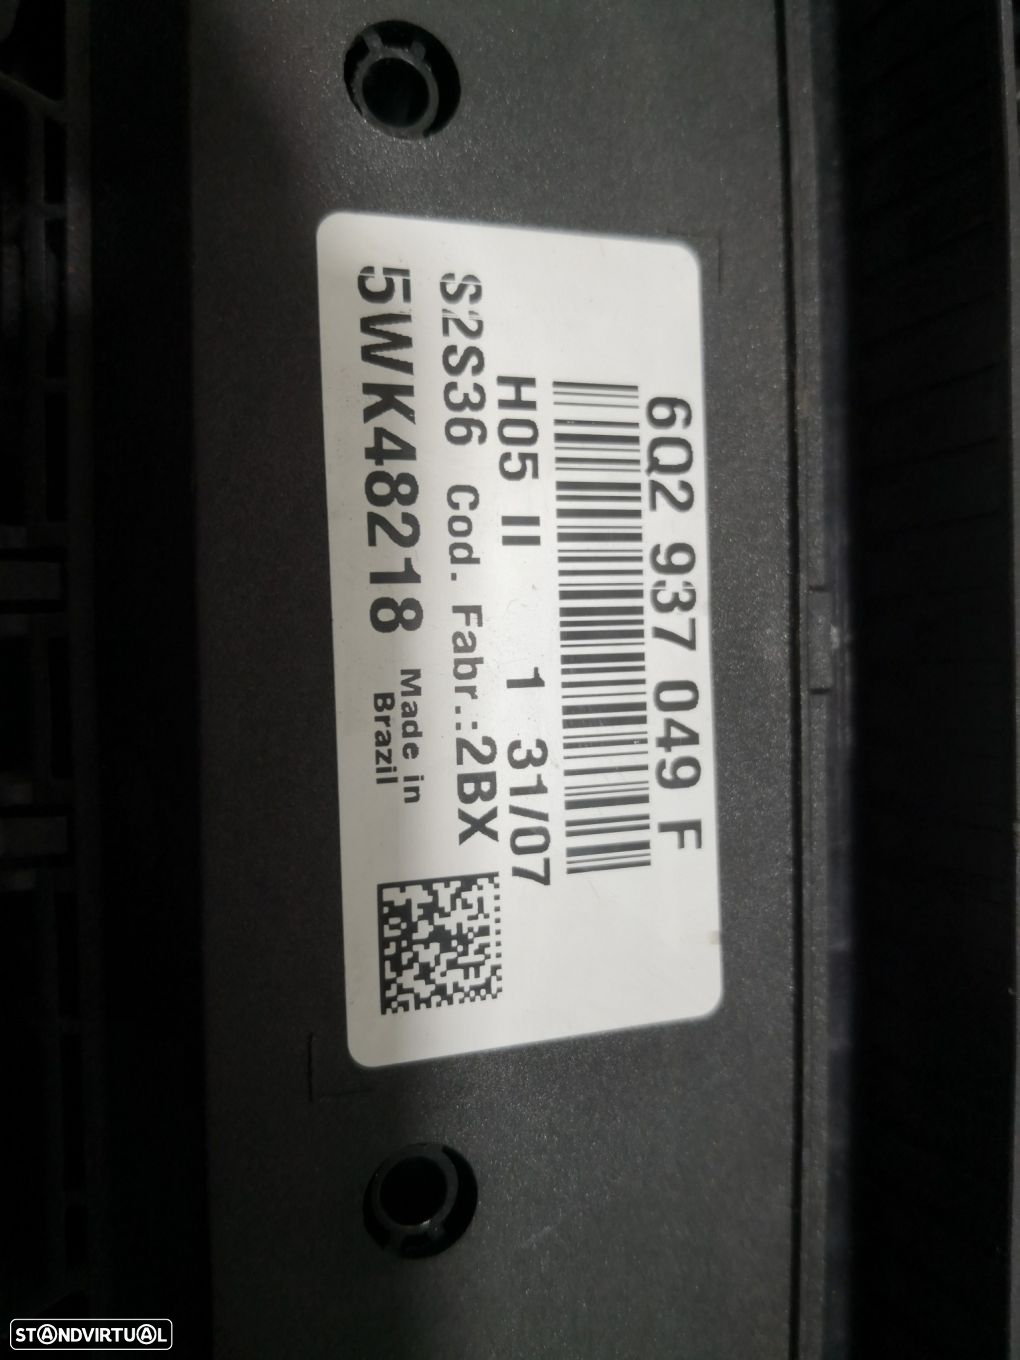 6Q2 937 049 F
H05 II 1 31/07
S2S36 Cod. Fabr.:2BX
5WK48218 Made in
Brazil
STANDVIRTUAL